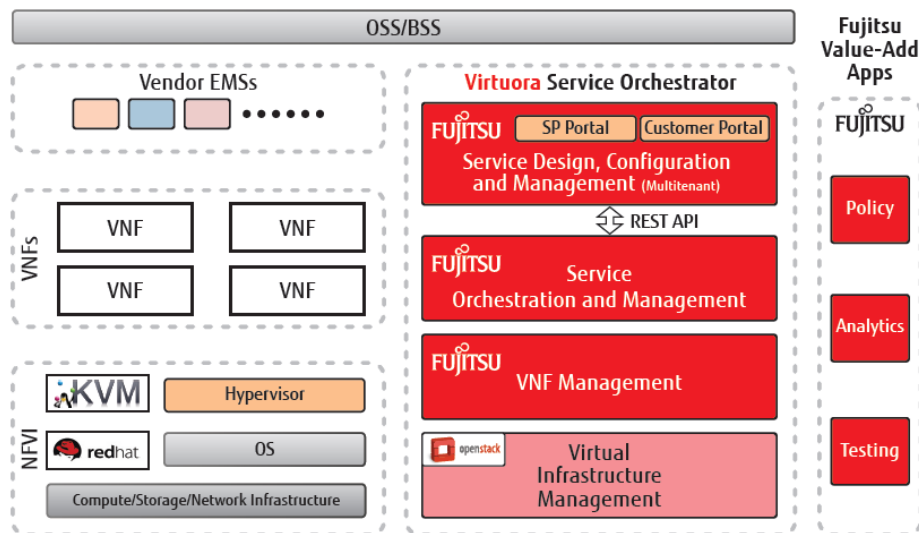 OSS/BSS
Fujitsu
Value-Add
Apps
Vendor EMSs
VNFs
VNF
VNF
VNF
VNF
NFVI
KVM
Hypervisor
redhat
OS
Compute/Storage/Network Infrastructure
Virtuora Service Orchestrator
FUJITSU
SP Portal
Customer Portal
Service Design, Configuration
and Management (Multitenant)
REST API
FUJITSU
Service
Orchestration and Management
FUJITSU
VNF Management
openstack
Virtual
Infrastructure
Management
FUJITSU
Policy
Analytics
Testing